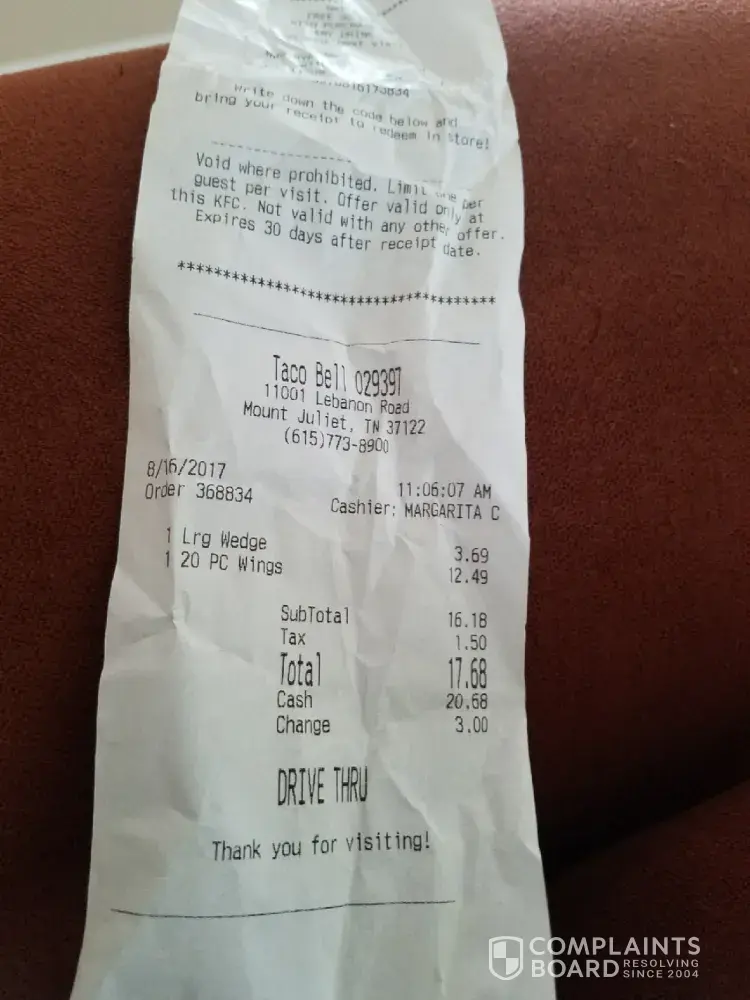 FREE
Write down the code below and
bring your receipt to redeem in store!
Void where prohibited. Limit one per
guest per visit. Offer valid only at
this KFC. Not valid with any other offer.
Expires 30 days after receipt date.
*****************************************
Taco Bell 029397
11001 Lebanon Road
Mount Juliet, TN 37122
(615)773-8900
8/16/2017 11:06:07 AM
Order 368834 Cashier: MARGARITA C
1 Lrg Wedge 3.69
1 20 PC Wings 12.49
SubTotal 16.18
Tax 1.50
Total 17.68
Cash 20.68
Change 3.00
DRIVE THRU
Thank you for visiting!
COMPLAINTS
BOARD RESOLVING
SINCE 2004